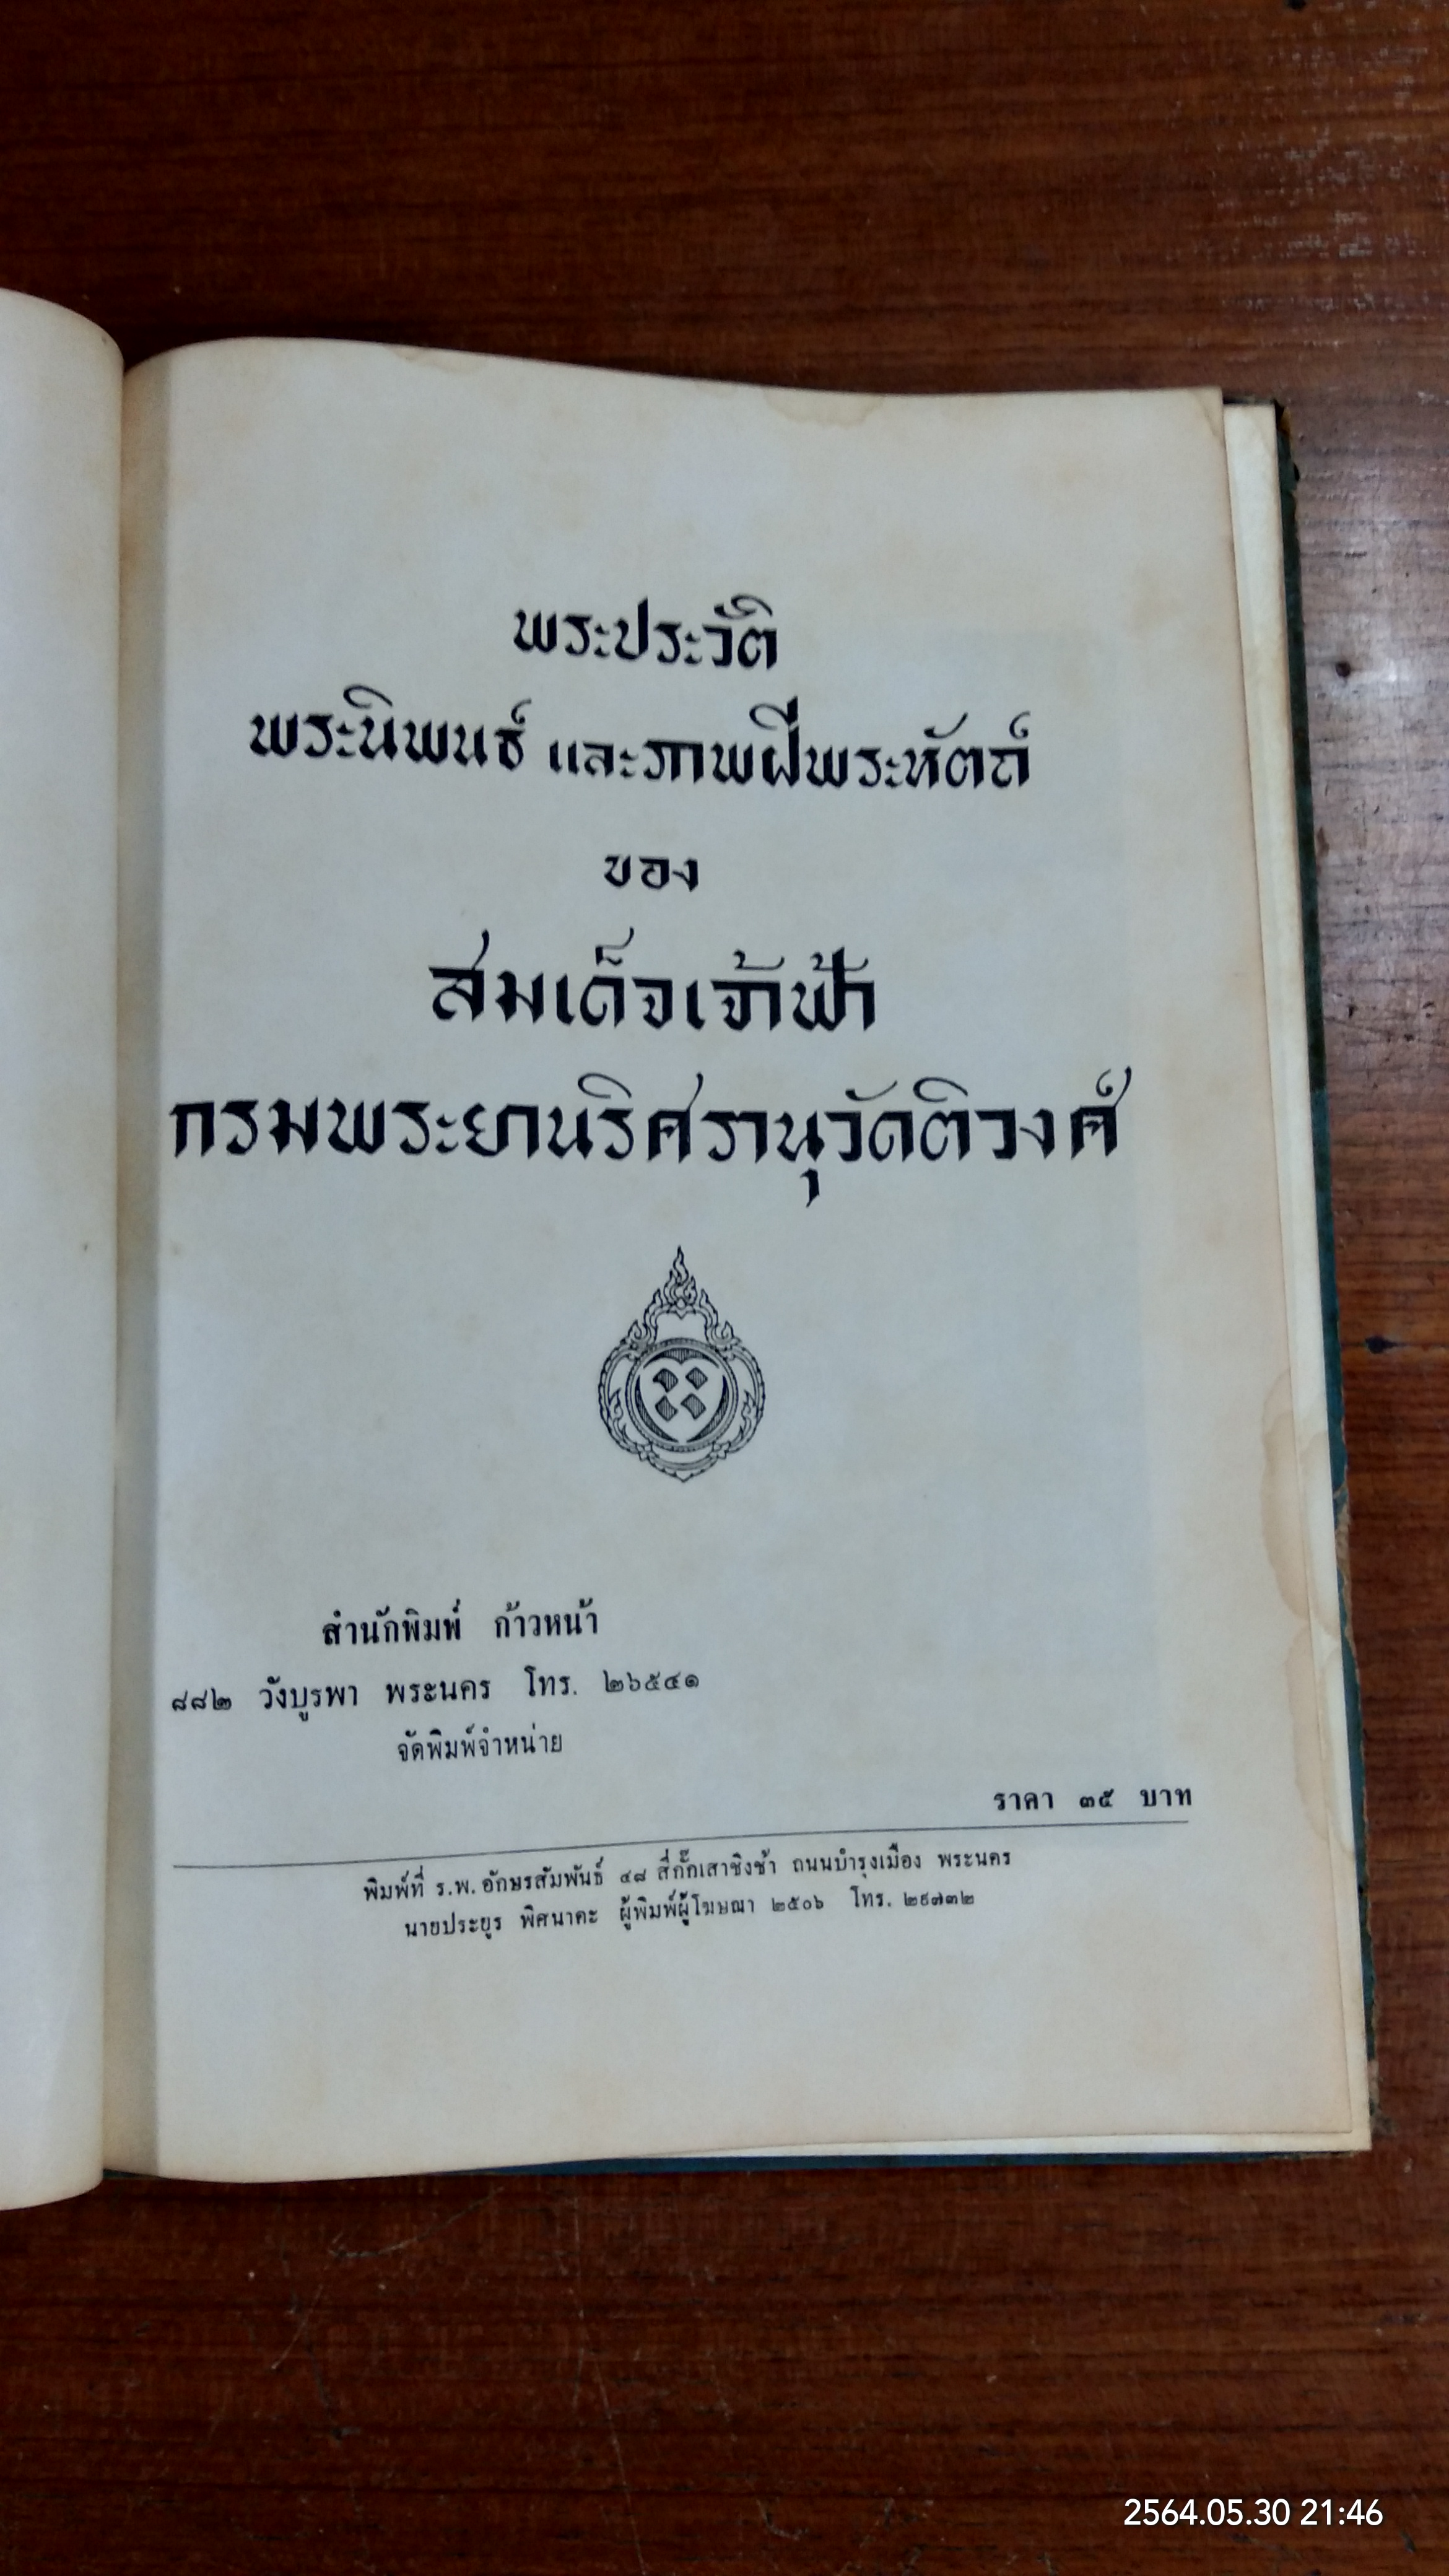 พระประวัติ
พระนิพนธ์ และภาพฝีพระหัตถ์
ของ
สมเด็จเจ้าฟ้า
กรมพระยานริศรานุวัดติวงศ์
สำนักพิมพ์ ก้าวหน้า
๘๘๒ วังบูรพา พระนคร โทร. ๒๖๕๔๑
จัดพิมพ์จำหน่าย
ราคา ๓๕ บาท
พิมพ์ที่ ร.พ. อักษรสัมพันธ์ ๔๘ สี่กั๊กเสาชิงช้า ถนนบำรุงเมือง พระนคร
นายประยูร พิศนาคะ ผู้พิมพ์ผู้โฆษณา ๒๕๐๖ โทร. ๒๙๗๓๒
2564.05.30 21:46